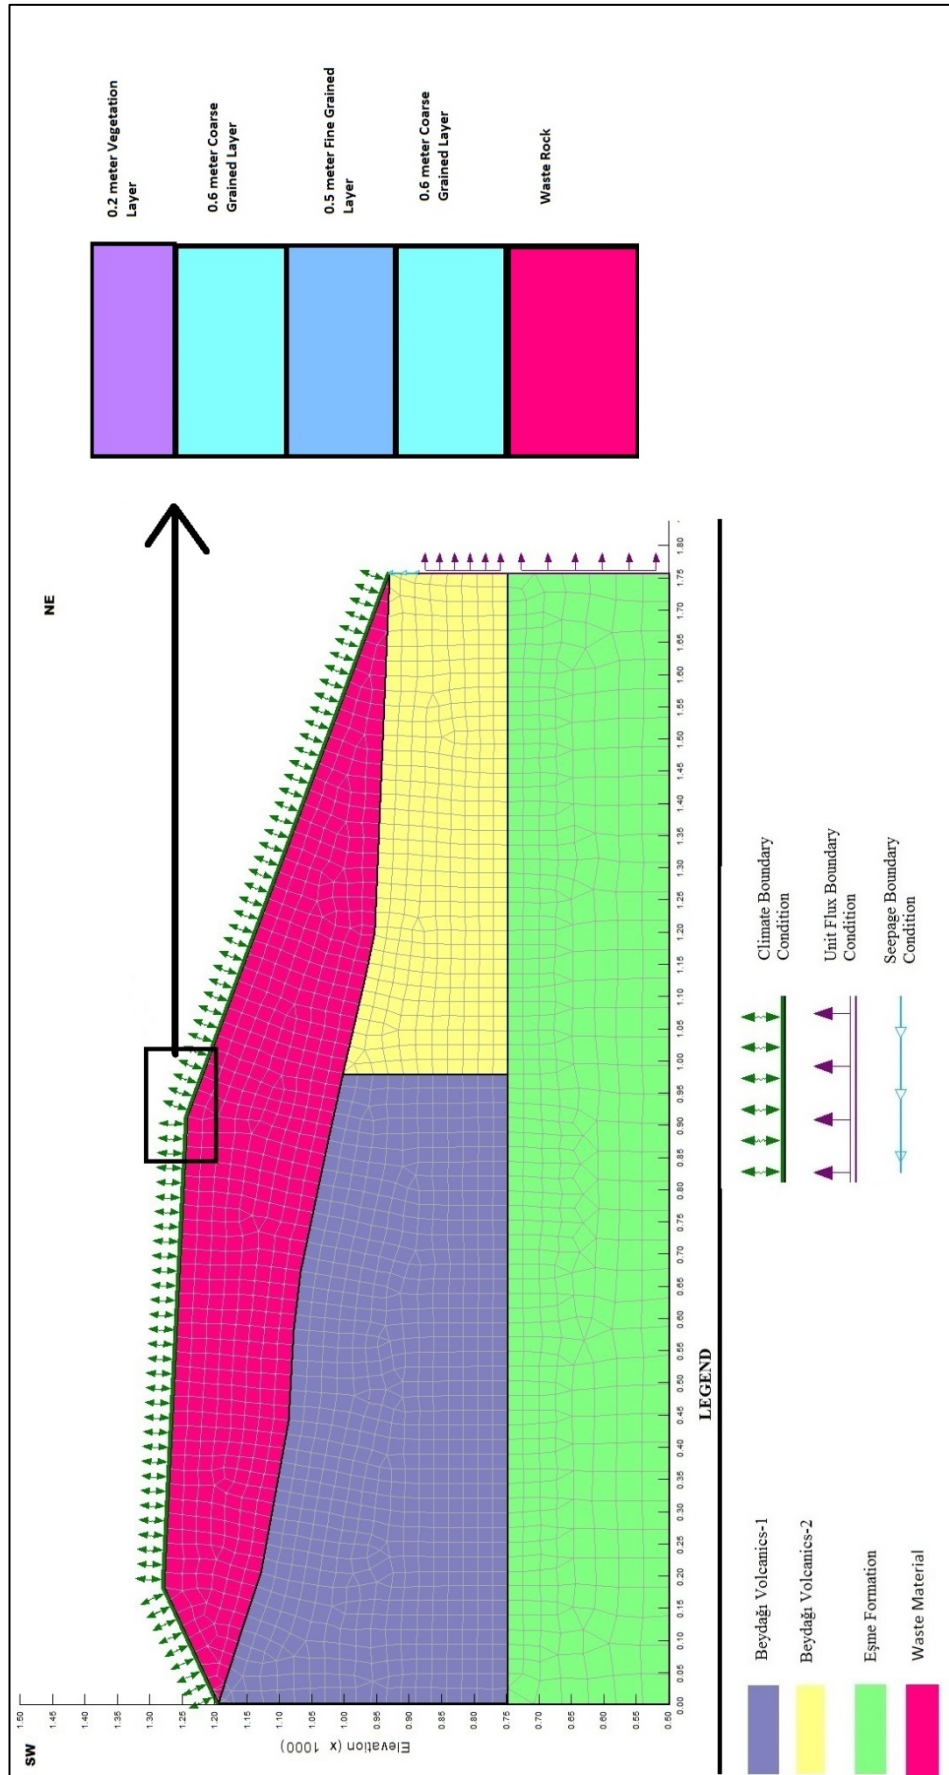 SW
NE
0.2 meter Vegetation
Layer
0.6 meter Coarse
Grained Layer
0.5 meter Fine Grained
Layer
0.6 meter Coarse
Grained Layer
Waste Rock
Elevation (x 1000)
1.50
1.45
1.40
1.35
1.30
1.25
1.20
1.15
1.10
1.05
1.00
0.95
0.90
0.85
0.80
0.75
0.70
0.65
0.60
0.55
0.50
0.00 0.05 0.10 0.15 0.20 0.25 0.30 0.35 0.40 0.45 0.50 0.55 0.60 0.65 0.70 0.75 0.80 0.85 0.90 0.95 1.00 1.05 1.10 1.15 1.20 1.25 1.30 1.35 1.40 1.45 1.50 1.55 1.60 1.65 1.70 1.75 1.80
LEGEND
Beydağı Volcanics-1
Beydağı Volcanics-2
Eşme Formation
Waste Material
Climate Boundary
Condition
Unit Flux Boundary
Condition
Seepage Boundary
Condition